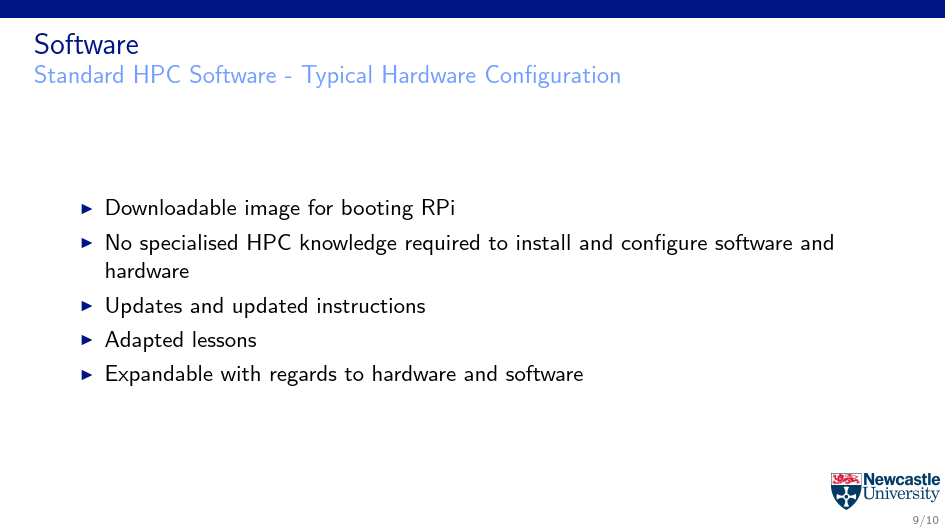 Software
Standard HPC Software - Typical Hardware Configuration
Downloadable image for booting RPi
No specialised HPC knowledge required to install and configure software and
hardware
Updates and updated instructions
Adapted lessons
Expandable with regards to hardware and software
Newcastle
University
9/10